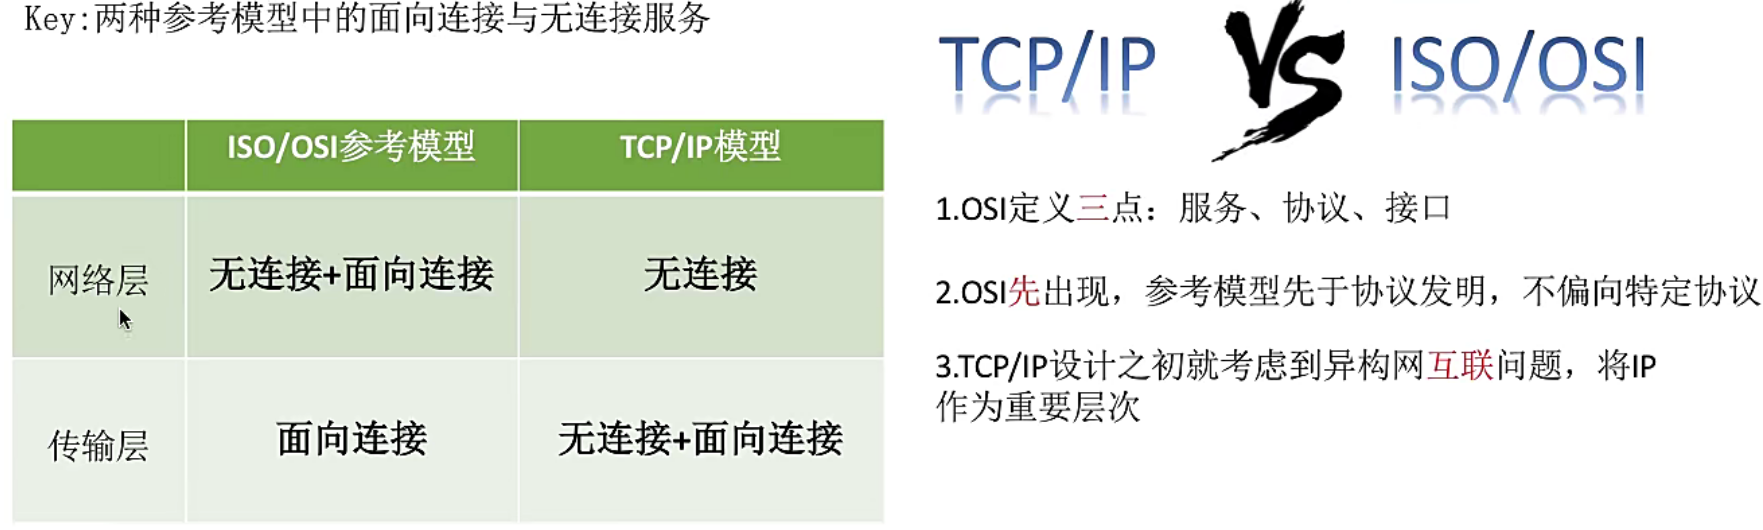 Key:两种参考模型中的面向连接与无连接服务
ISO/OSI参考模型
TCP/IP模型
网络层
无连接+面向连接
无连接
传输层
面向连接
无连接+面向连接
TCP/IP
VS
ISO/OSI
1.OSI定义三点：服务、协议、接口
2.OSI先出现，参考模型先于协议发明，不偏向特定协议
3.TCP/IP设计之初就考虑到异构网互联问题，将IP
作为重要层次